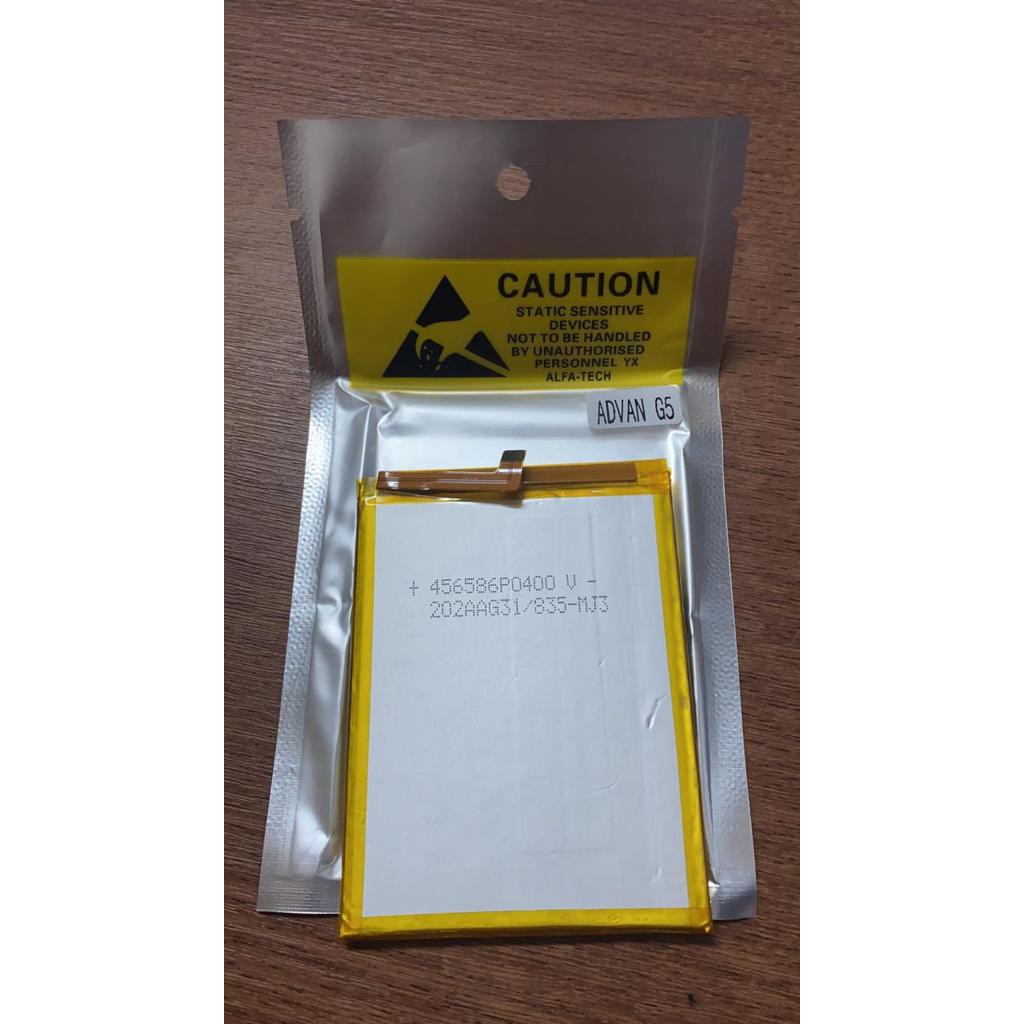 CAUTION
STATIC SENSITIVE
DEVICES
NOT TO BE HANDLED
BY UNAUTHORISED
PERSONNEL YX
ALFA-TECH
ADVAN G5
+ 456586P0400 V -
202AAG31/835-MJ3